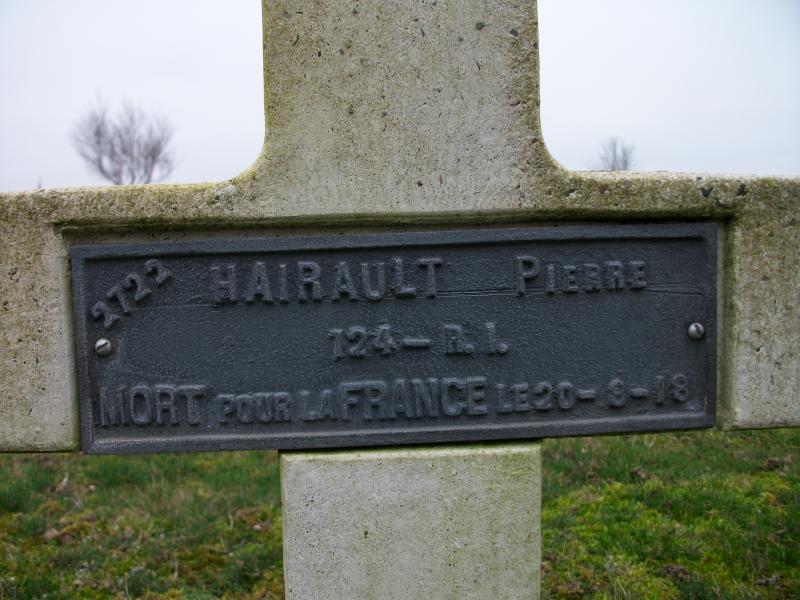 2722
HAIRAULT PIERRE
124 - R. I.
MORT POUR LA FRANCE LE 20-3-18